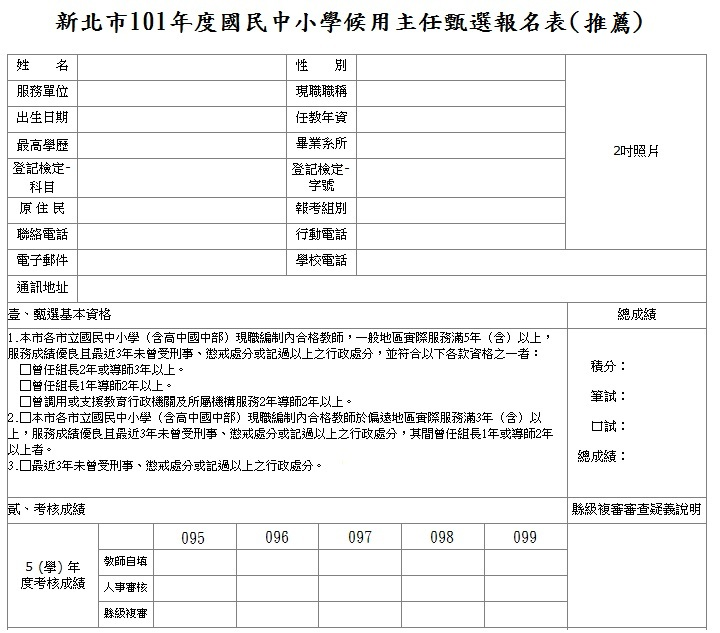 新北市101年度國民中小學候用主任甄選報名表(推薦)
姓 名
性 別
2吋照片
服務單位
現職職稱
出生日期
任教年資
最高學歷
畢業系所
登記檢定-
科目
登記檢定-
字號
原住民
報考組別
聯絡電話
行動電話
電子郵件
學校電話
通訊地址
壹、甄選基本資格
總成績
1.本市各市立國民中小學（含高中國中部）現職編制內合格教師，一般地區實際服務滿5年（含）以上，
服務成績優良且最近3年未曾受刑事、懲戒處分或記過以上之行政處分，並符合以下各款資格之一者：
□曾任組長2年或導師3年以上。
□曾任組長1年導師2年以上。
□曾調用或支援教育行政機關及所屬機構服務2年導師2年以上。
2.□本市各市立國民中小學（含高中國中部）現職編制內合格教師於偏遠地區實際服務滿3年（含）以
上，服務成績優良且最近3年未曾受刑事、懲戒處分或記過以上之行政處分，其間曾任組長1年或導師2年
以上者。
3.□最近3年未曾受刑事、懲戒處分或記過以上之行政處分。
積分：
筆試：
口試：
總成績：
貳、考核成績
縣級複審審查疑義說明
5（學）年
度考核成績
095 096 097 098 099
教師自填
人事審核
縣級複審